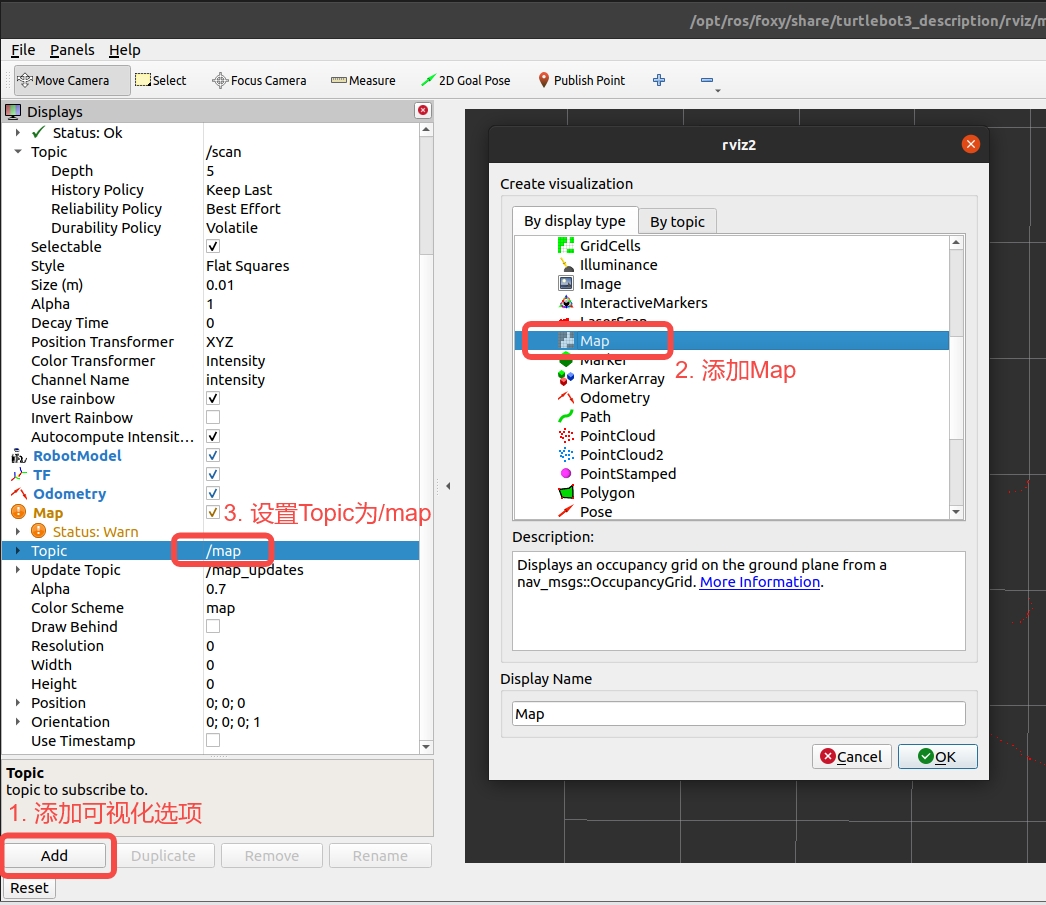 /opt/ros/foxy/share/turtlebot3_description/rviz/m
File Panels Help
Move Camera Select Focus Camera Measure 2D Goal Pose Publish Point
Displays
Status: Ok
Topic /scan
Depth 5
History Policy Keep Last
Reliability Policy Best Effort
Durability Policy Volatile
Selectable
Style Flat Squares
Size (m) 0.01
Alpha 1
Decay Time 0
Position Transformer XYZ
Color Transformer Intensity
Channel Name intensity
Use rainbow
Invert Rainbow
Autocompute Intensit...
RobotModel
TF
Odometry
Map
3. 设置Topic为/map
Status: Warn
Topic /map
Update Topic /map_updates
Alpha 0.7
Color Scheme map
Draw Behind
Resolution 0
Width 0
Height 0
Position 0; 0; 0
Orientation 0; 0; 0; 1
Use Timestamp
Topic
topic to subscribe to.
1. 添加可视化选项
Add Duplicate Remove Rename
Reset
rviz2
Create visualization
By display type By topic
GridCells
Illuminance
Image
InteractiveMarkers
LaserScan
Map
2. 添加Map
Marker
MarkerArray
Odometry
Path
PointCloud
PointCloud2
PointStamped
Polygon
Pose
Description:
Displays an occupancy grid on the ground plane from a
nav_msgs::OccupancyGrid. More Information.
Display Name
Map
Cancel OK